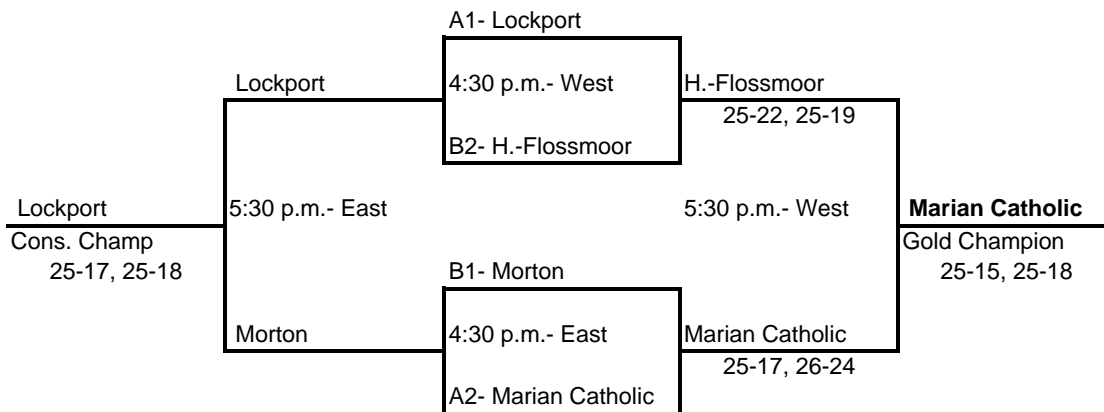 A1- Lockport
Lockport 4:30 p.m.- West H.-Flossmoor
25-22, 25-19
B2- H.-Flossmoor
Lockport 5:30 p.m.- East 5:30 p.m.- West Marian Catholic
Cons. Champ Gold Champion
25-17, 25-18 25-15, 25-18
B1- Morton
Morton 4:30 p.m.- East Marian Catholic
25-17, 26-24
A2- Marian Catholic